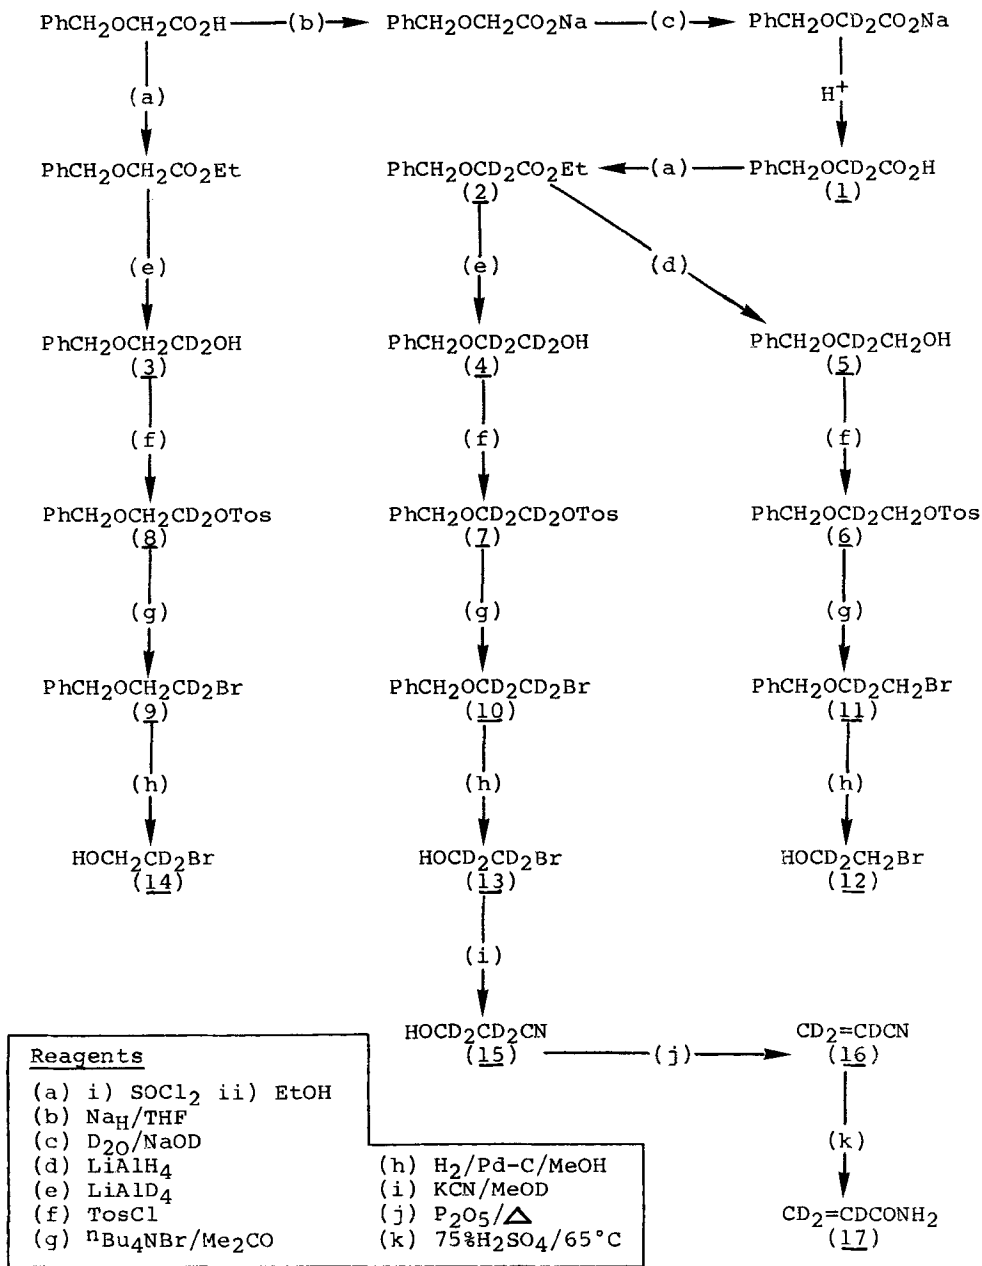 PhCH2OCH2CO2H (b) PhCH2OCH2CO2Na (c) PhCH2OCD2CO2Na
(a) H+
PhCH2OCH2CO2Et PhCH2OCD2CO2Et (a) PhCH2OCD2CO2H
(2) (1)
(e) (e) (d)
PhCH2OCH2CD2OH PhCH2OCD2CD2OH PhCH2OCD2CH2OH
(3) (4) (5)
(f) (f) (f)
PhCH2OCH2CD2OTos PhCH2OCD2CD2OTos PhCH2OCD2CH2OTos
(8) (7) (6)
(g) (g) (g)
PhCH2OCH2CD2Br PhCH2OCD2CD2Br PhCH2OCD2CH2Br
(9) (10) (11)
(h) (h) (h)
HOCH2CD2Br HOCD2CD2Br HOCD2CH2Br
(14) (13) (12)
(i)
HOCD2CD2CN (j) CD2=CDCN
(15) (16)
(k)
CD2=CDCONH2
(17)
Reagents
(a) i) SOCl2 ii) EtOH
(b) NaH/THF
(c) D2O/NaOD
(d) LiAlH4
(e) LiAlD4
(f) TosCl
(g) nBu4NBr/Me2CO
(h) H2/Pd-C/MeOH
(i) KCN/MeOD
(j) P2O5/△
(k) 75%H2SO4/65°C